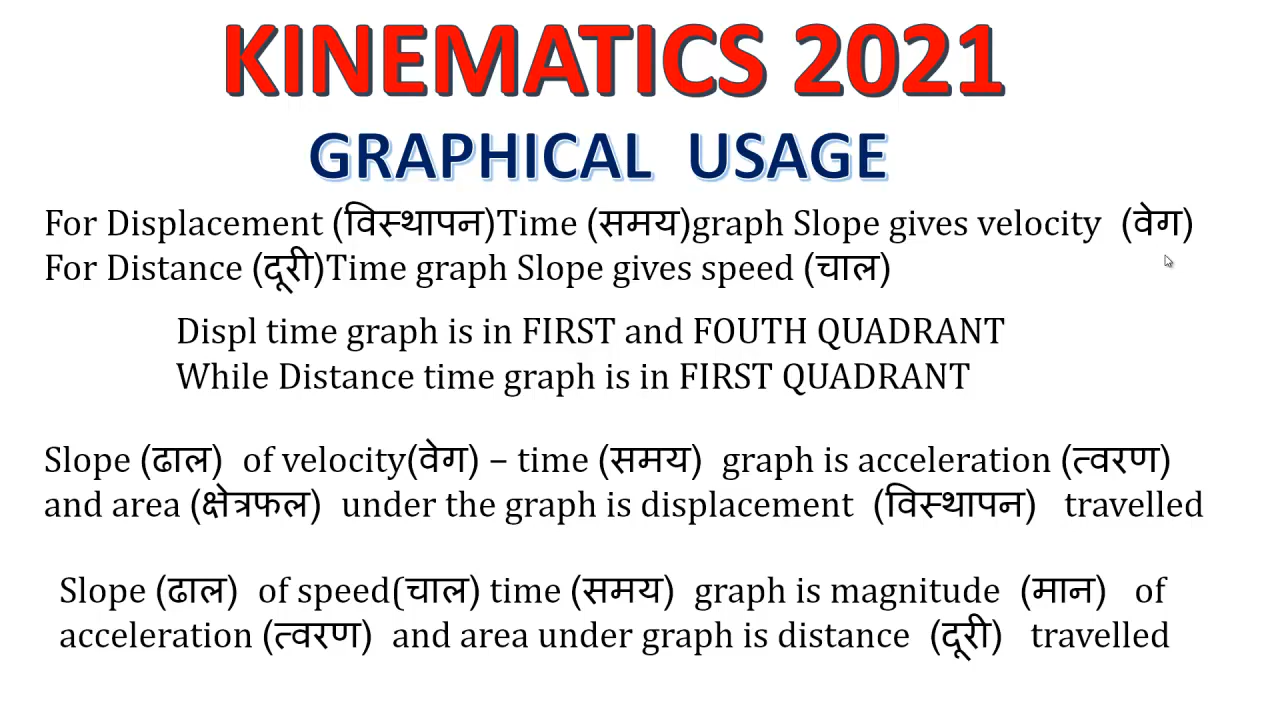 KINEMATICS 2021
GRAPHICAL USAGE
For Displacement (विस्थापन)Time (समय)graph Slope gives velocity (वेग)
For Distance (दूरी)Time graph Slope gives speed (चाल)
Displ time graph is in FIRST and FOUTH QUADRANT
While Distance time graph is in FIRST QUADRANT
Slope (ढाल) of velocity(वेग) – time (समय) graph is acceleration (त्वरण)
and area (क्षेत्रफल) under the graph is displacement (विस्थापन) travelled
Slope (ढाल) of speed(चाल) time (समय) graph is magnitude (मान) of
acceleration (त्वरण) and area under graph is distance (दूरी) travelled